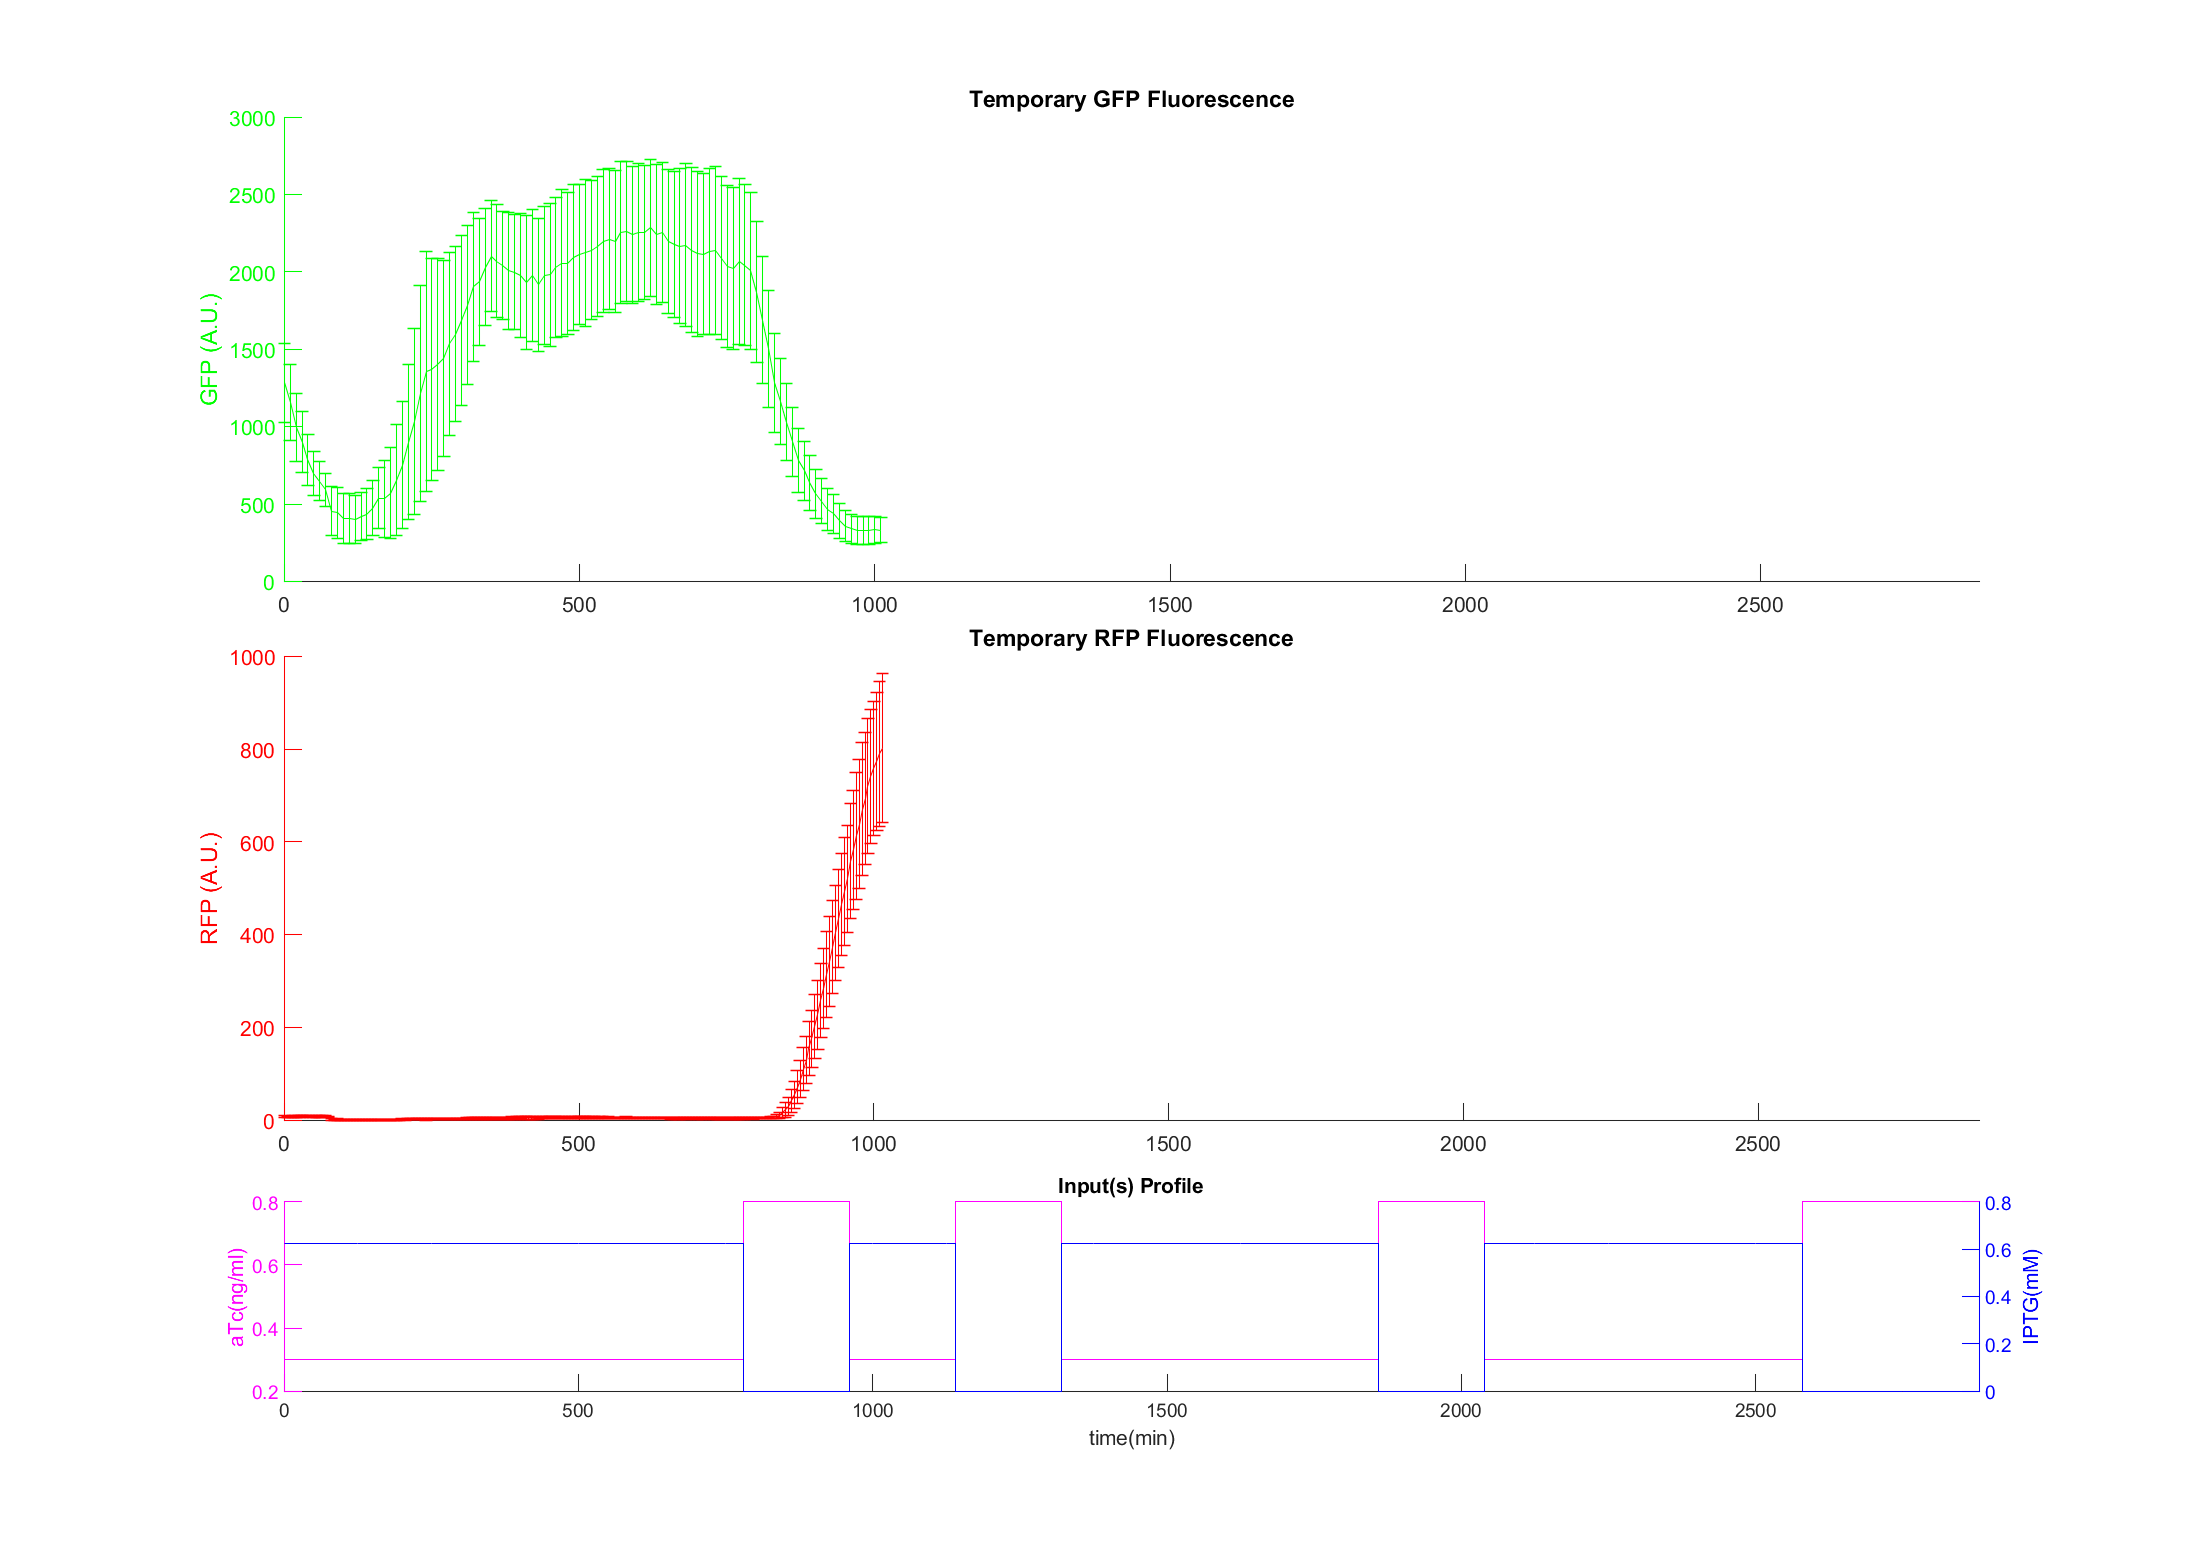 Temporary GFP Fluorescence
3000
2500
2000
1500
1000
500
0
GFP (A.U.)
0 500 1000 1500 2000 2500
Temporary RFP Fluorescence
1000
800
600
400
200
0
RFP (A.U.)
0 500 1000 1500 2000 2500
Input(s) Profile
0.8
0.6
0.4
0.2
aTc(ng/ml)
0.8
0.6
0.4
0.2
0
IPTG(mM)
0 500 1000 1500 2000 2500
time(min)